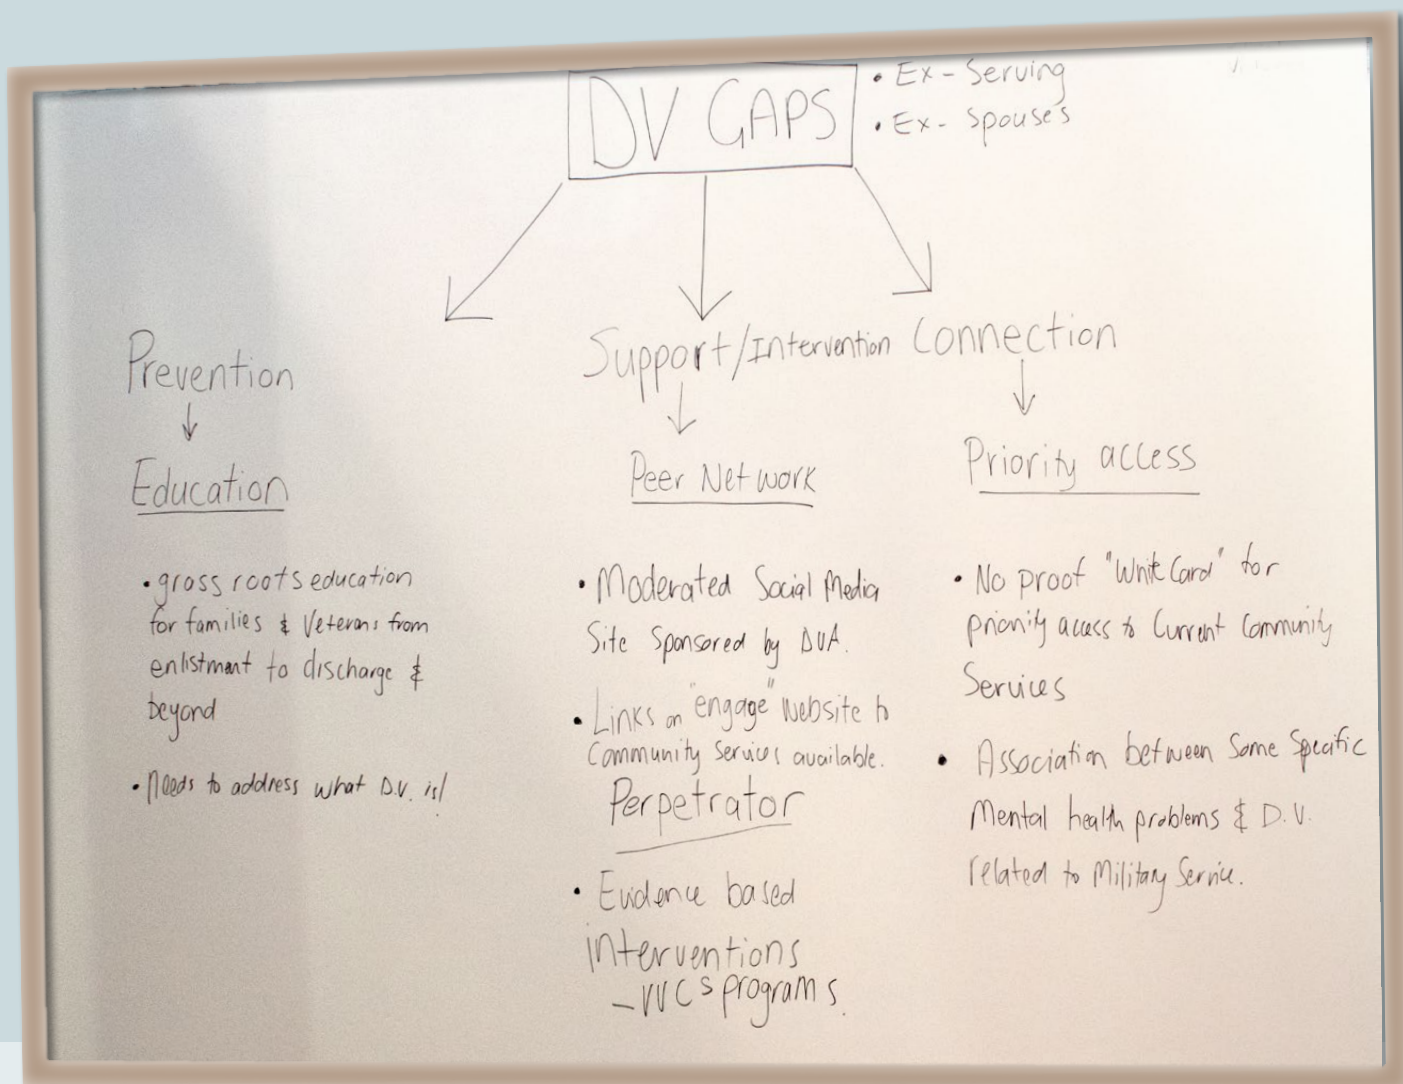 DV GAPS
• Ex-Serving
• Ex-Spouses
Prevention
Education
• grass roots education
for families & Veterans from
enlistment to discharge &
beyond
• Needs to address what D.V. is!
Support/Intervention
Peer Network
• Moderated Social Media
Site Sponsored by DVA.
• Links on "engage" website to
Community Services available.
Perpetrator
• Evidence based
interventions
- VVCS programs.
Connection
Priority access
• No proof "White Card" for
priority access to Current Community
Services
• Association between Some Specific
Mental health problems & D.V.
related to Military Service.